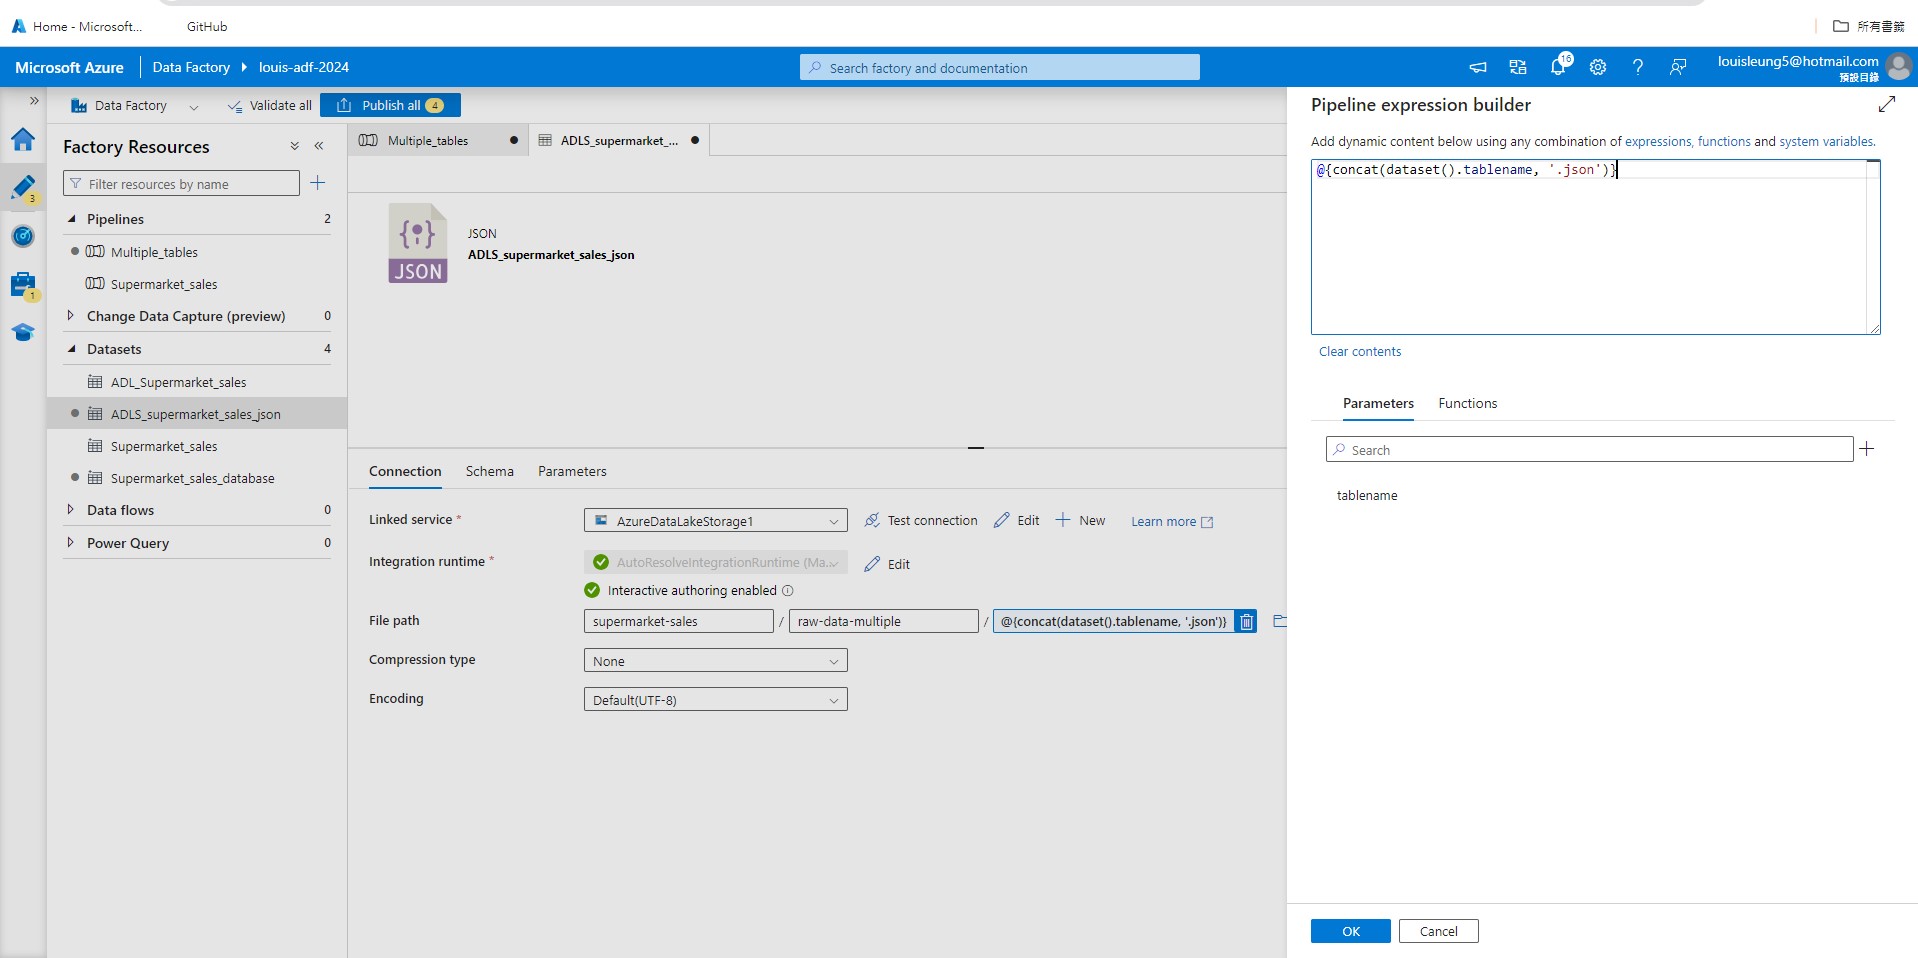 Home - Microsoft...
GitHub
所有書籤
Microsoft Azure
Data Factory
louis-adf-2024
Search factory and documentation
16
louisleung5@hotmail.com
預設目錄
Data Factory
Validate all
Publish all
4
Factory Resources
Filter resources by name
3
1
Pipelines
2
Multiple_tables
Supermarket_sales
Change Data Capture (preview)
0
Datasets
4
ADL_Supermarket_sales
ADLS_supermarket_sales_json
Supermarket_sales
Supermarket_sales_database
Data flows
0
Power Query
0
Multiple_tables
ADLS_supermarket_...
JSON
JSON
ADLS_supermarket_sales_json
Connection
Schema
Parameters
Linked service *
AzureDataLakeStorage1
Test connection
Edit
New
Learn more
Integration runtime *
AutoResolveIntegrationRuntime (Ma...
Edit
Interactive authoring enabled
File path
supermarket-sales
/
raw-data-multiple
/
@{concat(dataset().tablename, '.json')}
Compression type
None
Encoding
Default(UTF-8)
Pipeline expression builder
Add dynamic content below using any combination of expressions, functions and system variables.
@{concat(dataset().tablename, '.json')}
Clear contents
Parameters
Functions
Search
tablename
OK
Cancel